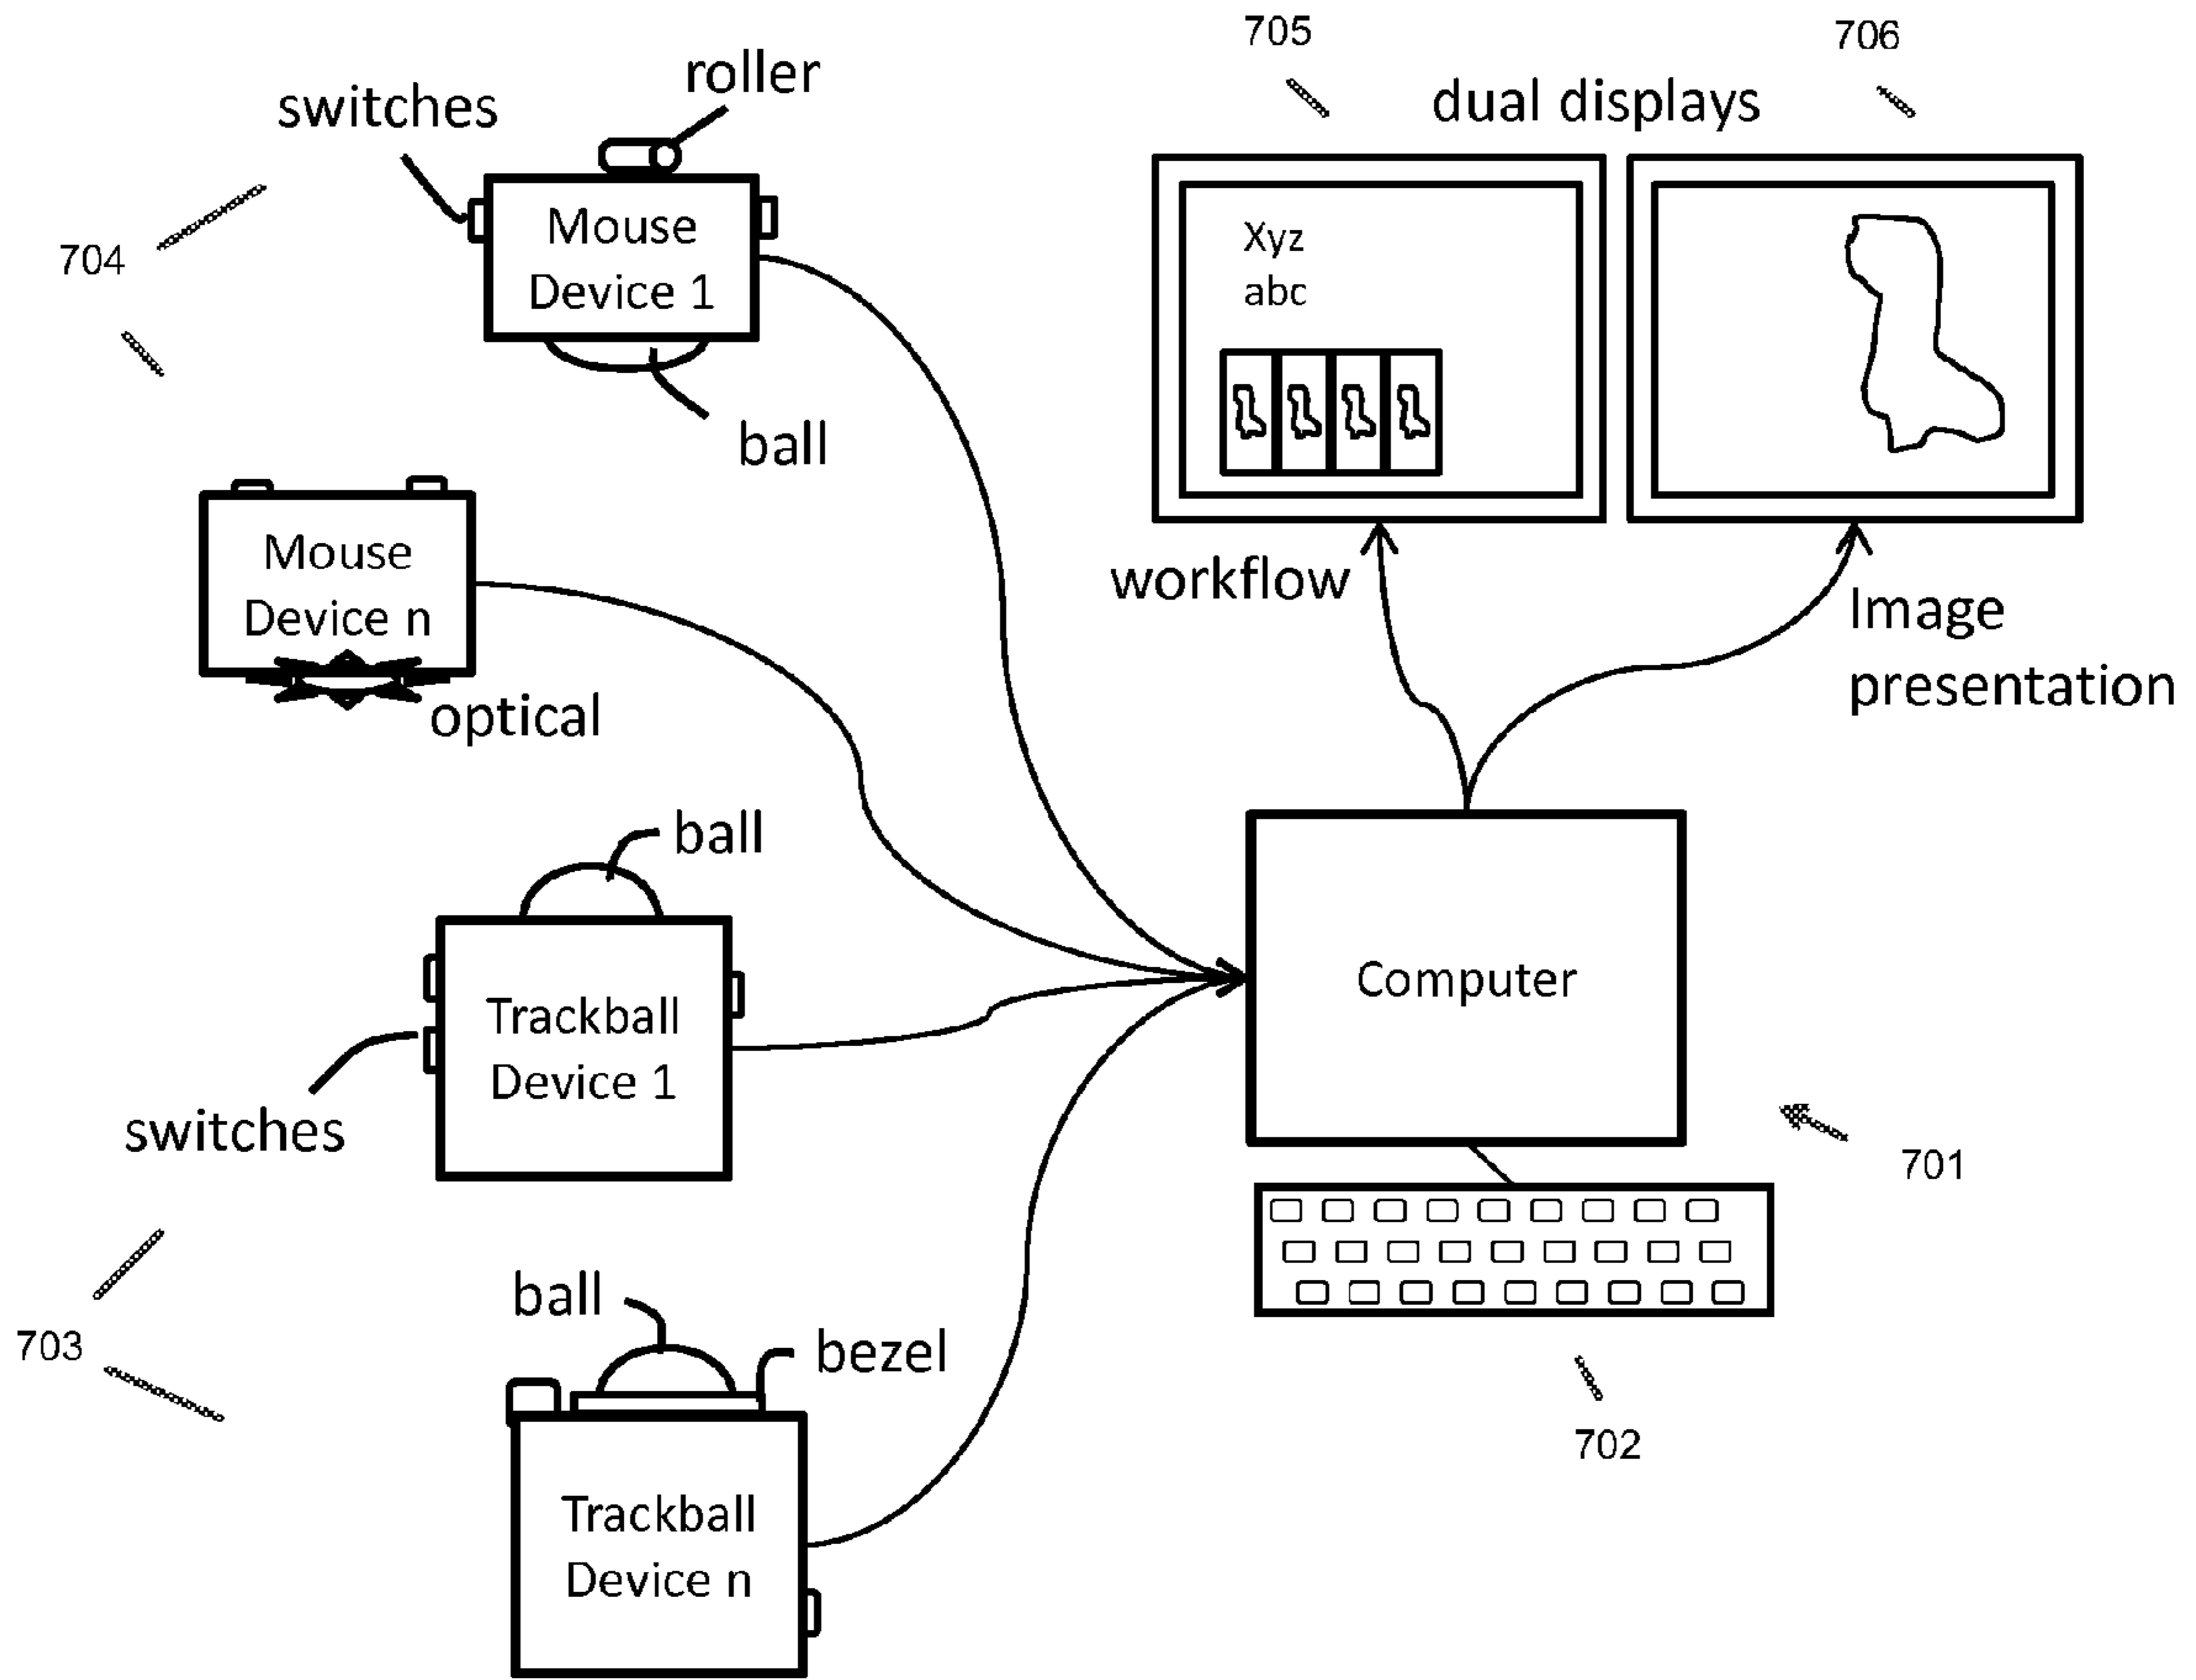 705
706
roller
switches
dual displays
Mouse
Device 1
Xyz
abc
704
ball
Mouse
Device n
optical
workflow
Image
presentation
ball
Computer
Trackball
Device 1
switches
701
ball
bezel
703
702
Trackball
Device n